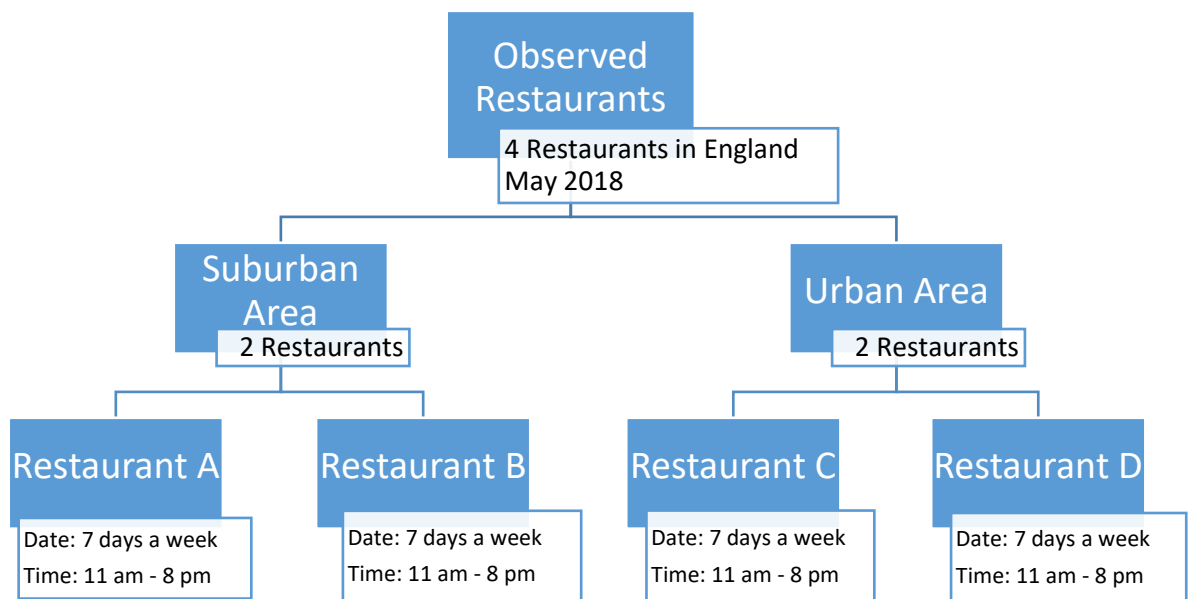 Observed
Restaurants
4 Restaurants in England
May 2018
Suburban
Area
2 Restaurants
Urban Area
2 Restaurants
Restaurant A
Date: 7 days a week
Time: 11 am - 8 pm
Restaurant B
Date: 7 days a week
Time: 11 am - 8 pm
Restaurant C
Date: 7 days a week
Time: 11 am - 8 pm
Restaurant D
Date: 7 days a week
Time: 11 am - 8 pm